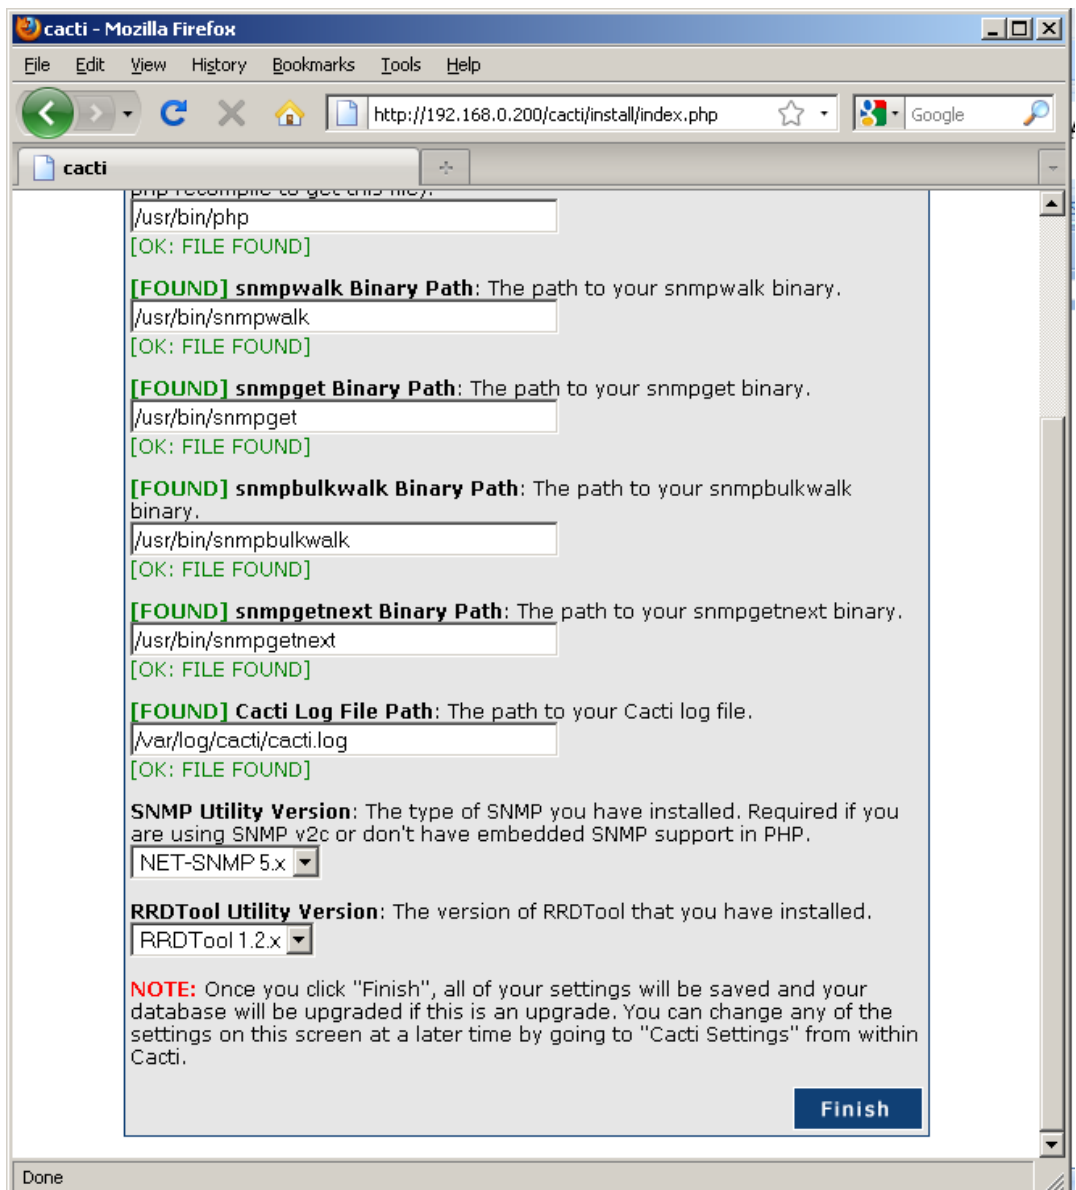 cacti - Mozilla Firefox
File Edit View History Bookmarks Tools Help
http://192.168.0.200/cacti/install/index.php
Google
cacti
php recompile to get this file).
/usr/bin/php
[OK: FILE FOUND]
[FOUND] snmpwalk Binary Path: The path to your snmpwalk binary.
/usr/bin/snmpwalk
[OK: FILE FOUND]
[FOUND] snmpget Binary Path: The path to your snmpget binary.
/usr/bin/snmpget
[OK: FILE FOUND]
[FOUND] snmpbulkwalk Binary Path: The path to your snmpbulkwalk
binary.
/usr/bin/snmpbulkwalk
[OK: FILE FOUND]
[FOUND] snmpgetnext Binary Path: The path to your snmpgetnext binary.
/usr/bin/snmpgetnext
[OK: FILE FOUND]
[FOUND] Cacti Log File Path: The path to your Cacti log file.
/var/log/cacti/cacti.log
[OK: FILE FOUND]
SNMP Utility Version: The type of SNMP you have installed. Required if you
are using SNMP v2c or don't have embedded SNMP support in PHP.
NET-SNMP 5.x
RRDTool Utility Version: The version of RRDTool that you have installed.
RRDTool 1.2.x
NOTE: Once you click "Finish", all of your settings will be saved and your
database will be upgraded if this is an upgrade. You can change any of the
settings on this screen at a later time by going to "Cacti Settings" from within
Cacti.
Finish
Done